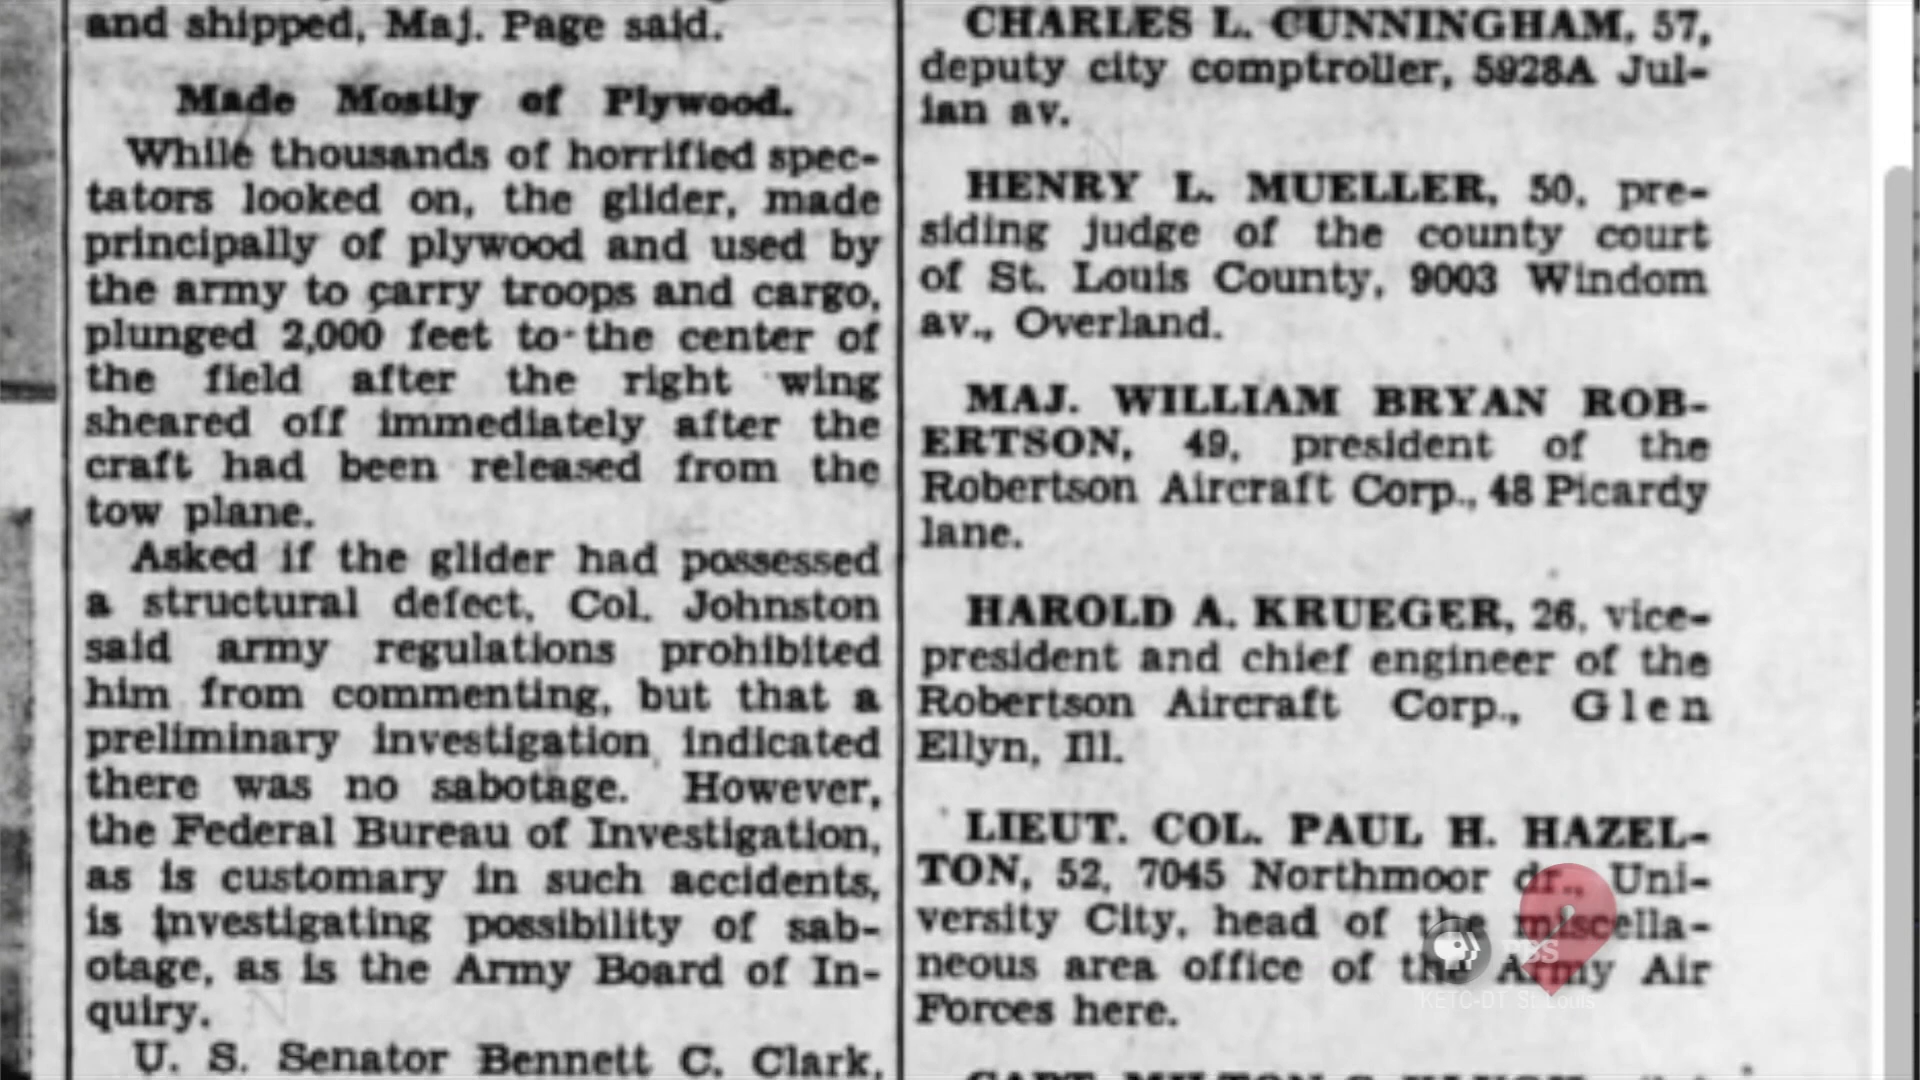 and shipped, Maj. Page said.
Made Mostly of Plywood.
While thousands of horrified spec-
tators looked on, the glider, made
principally of plywood and used by
the army to carry troops and cargo,
plunged 2,000 feet to the center of
the field after the right wing
sheared off immediately after the
craft had been released from the
tow plane.
Asked if the glider had possessed
a structural defect, Col. Johnston
said army regulations prohibited
him from commenting, but that a
preliminary investigation indicated
there was no sabotage. However,
the Federal Bureau of Investigation,
as is customary in such accidents,
is investigating possibility of sab-
otage, as is the Army Board of In-
quiry.
U. S. Senator Bennett C. Clark,
CHARLES L. CUNNINGHAM, 57,
deputy city comptroller, 5928A Jul-
ian av.
HENRY L. MUELLER, 50, pre-
siding judge of the county court
of St. Louis County, 9003 Windom
av., Overland.
MAJ. WILLIAM BRYAN ROB-
ERTSON, 49, president of the
Robertson Aircraft Corp., 48 Picardy
lane.
HAROLD A. KRUEGER, 26, vice-
president and chief engineer of the
Robertson Aircraft Corp., Glen
Ellyn, Ill.
LIEUT. COL. PAUL H. HAZEL-
TON, 52, 7045 Northmoor dr., Uni-
versity City, head of the miscella-
neous area office of the Army Air
Forces here.
PBS
KETC-DT St. Louis